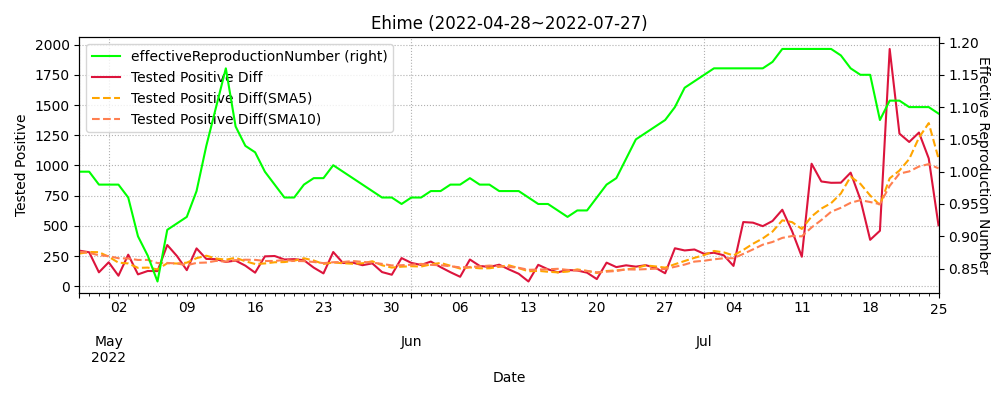 Ehime (2022-04-28~2022-07-27)
effectiveReproductionNumber (right)
Tested Positive Diff
Tested Positive Diff(SMA5)
Tested Positive Diff(SMA10)
Tested Positive
2000
1750
1500
1250
1000
750
500
250
0
1.20
1.15
1.10
1.05
1.00
0.95
0.90
0.85
Effective Reproduction Number
02 09 16 23 30 06 13 20 27 04 11 18 25
May Jun Jul
2022
Date